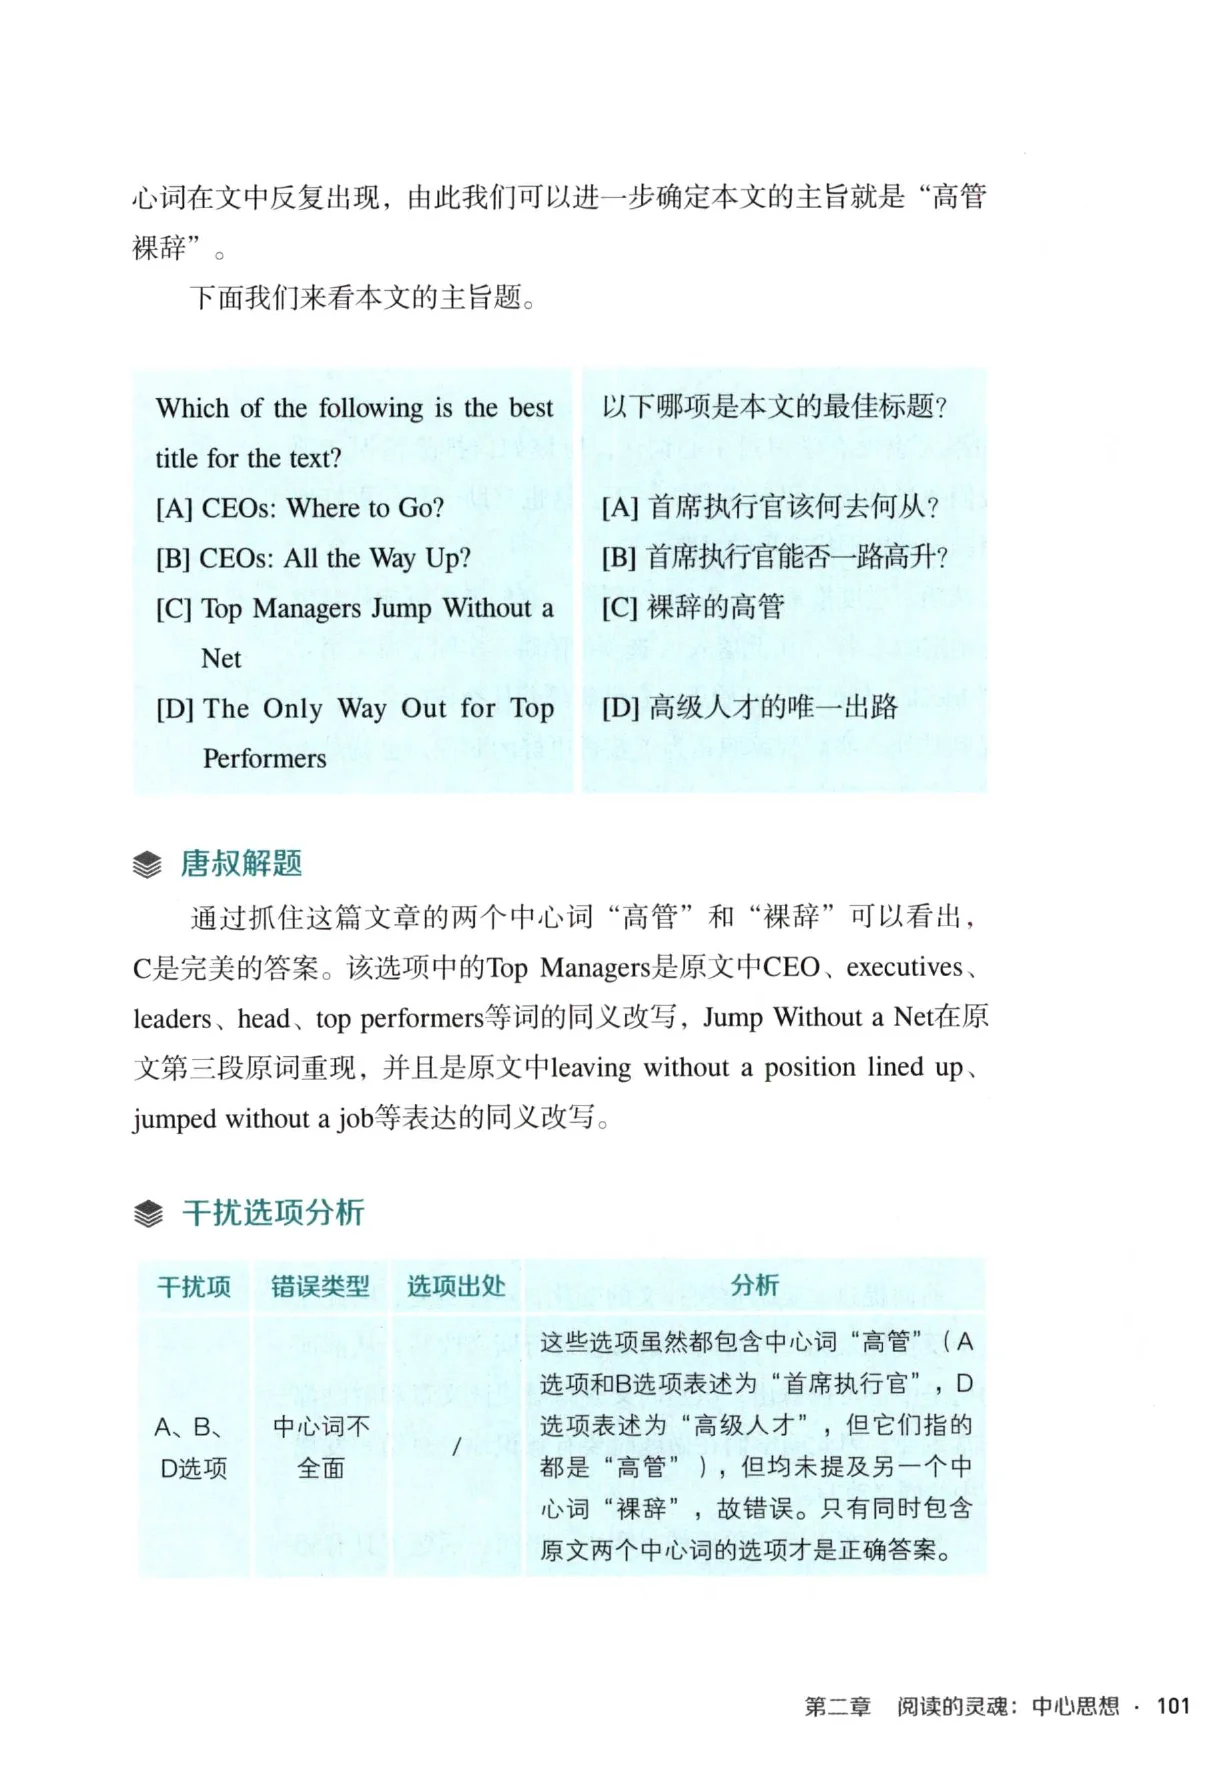 心词在文中反复出现，由此我们可以进一步确定本文的主旨就是“高管
裸辞”。
下面我们来看本文的主旨题。
Which of the following is the best
title for the text?
[A] CEOs: Where to Go?
[B] CEOs: All the Way Up?
[C] Top Managers Jump Without a
Net
[D] The Only Way Out for Top
Performers
以下哪项是本文的最佳标题？
[A] 首席执行官该何去何从？
[B] 首席执行官能否一路高升？
[C] 裸辞的高管
[D] 高级人才的唯一出路
唐叔解题
通过抓住这篇文章的两个中心词“高管”和“裸辞”可以看出，
C是完美的答案。该选项中的Top Managers是原文中CEO、executives、
leaders、head、top performers等词的同义改写，Jump Without a Net在原
文第三段原词重现，并且是原文中leaving without a position lined up、
jumped without a job等表达的同义改写。
干扰选项分析
干扰项 错误类型 选项出处 分析
A、B、
D选项
中心词不
全面
/
这些选项虽然都包含中心词“高管”（A
选项和B选项表述为“首席执行官”，D
选项表述为“高级人才”，但它们指的
都是“高管”），但均未提及另一个中
心词“裸辞”，故错误。只有同时包含
原文两个中心词的选项才是正确答案。
第二章 阅读的灵魂：中心思想 · 101